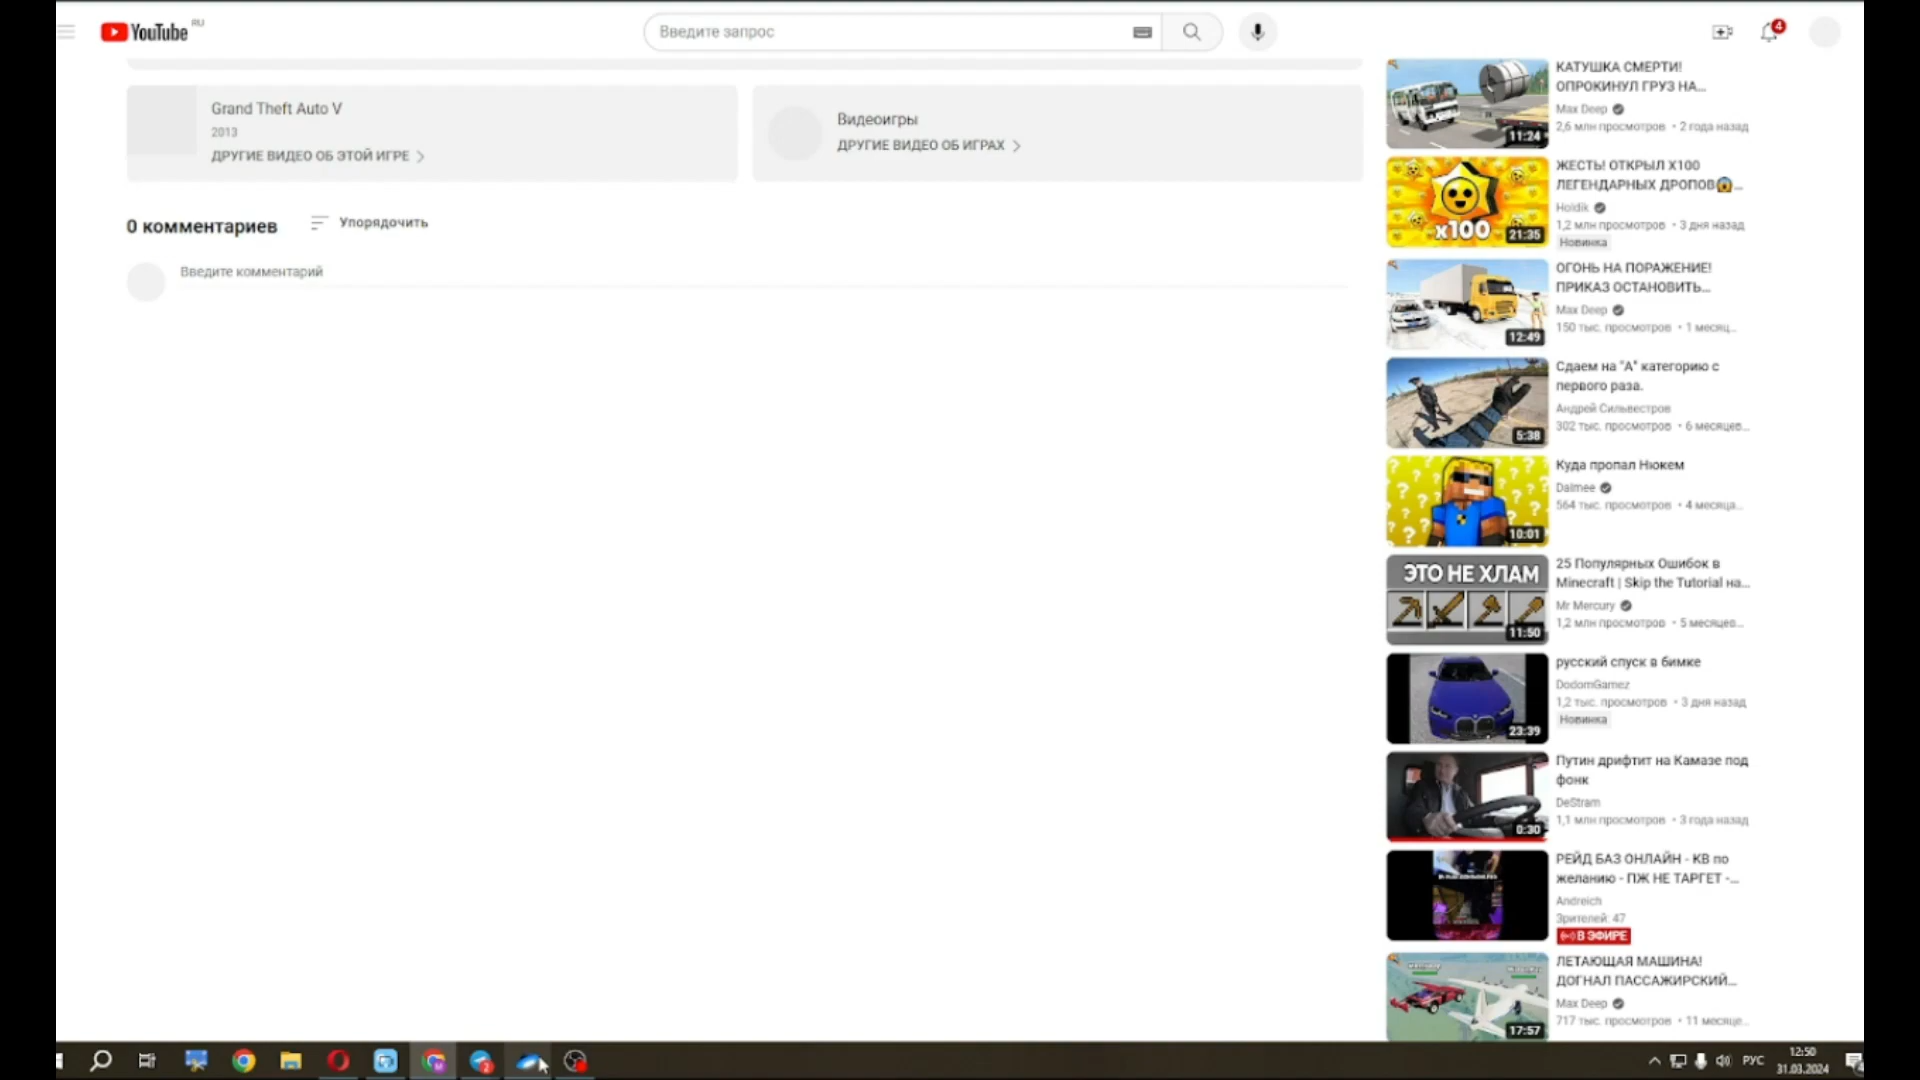 YouTube RU
Введите запрос
4
Grand Theft Auto V
2013
ДРУГИЕ ВИДЕО ОБ ЭТОЙ ИГРЕ
Видеоигры
ДРУГИЕ ВИДЕО ОБ ИГРАХ
0 комментариев
Упорядочить
Введите комментарий
11:24
КАТУШКА СМЕРТИ!
ОПРОКИНУЛ ГРУЗ НА...
Max Deep
2,6 млн просмотров • 2 года назад
x100
21:35
ЖЕСТЬ! ОТКРЫЛ X100
ЛЕГЕНДАРНЫХ ДРОПОВ😱...
Holdik
1,2 млн просмотров • 3 дня назад
Новинка
12:49
ОГОНЬ НА ПОРАЖЕНИЕ!
ПРИКАЗ ОСТАНОВИТЬ...
Max Deep
150 тыс. просмотров • 1 месяц...
5:38
Сдаем на "А" категорию с
первого раза.
Андрей Сильвестров
302 тыс. просмотров • 6 месяцев...
10:01
Куда пропал Нюкем
Dalmee
564 тыс. просмотров • 4 месяца...
ЭТО НЕ ХЛАМ
11:50
25 Популярных Ошибок в
Minecraft | Skip the Tutorial на...
Mr Mercury
1,2 млн просмотров • 5 месяцев...
23:39
русский спуск в бимке
DodomGamez
1,2 тыс. просмотров • 3 дня назад
Новинка
0:30
Путин дрифтит на Камазе под
фонк
DeStram
1,1 млн просмотров • 3 года назад
РЕЙД БАЗ ОНЛАЙН - КВ по
желанию - ПЖ НЕ ТАРГЕТ -...
Andreich
Зрителей: 47
В ЭФИРЕ
17:57
ЛЕТАЮЩАЯ МАШИНА!
ДОГНАЛ ПАССАЖИРСКИЙ...
Max Deep
717 тыс. просмотров • 11 месяце...
M
2
РУС
12:50
31.03.2024